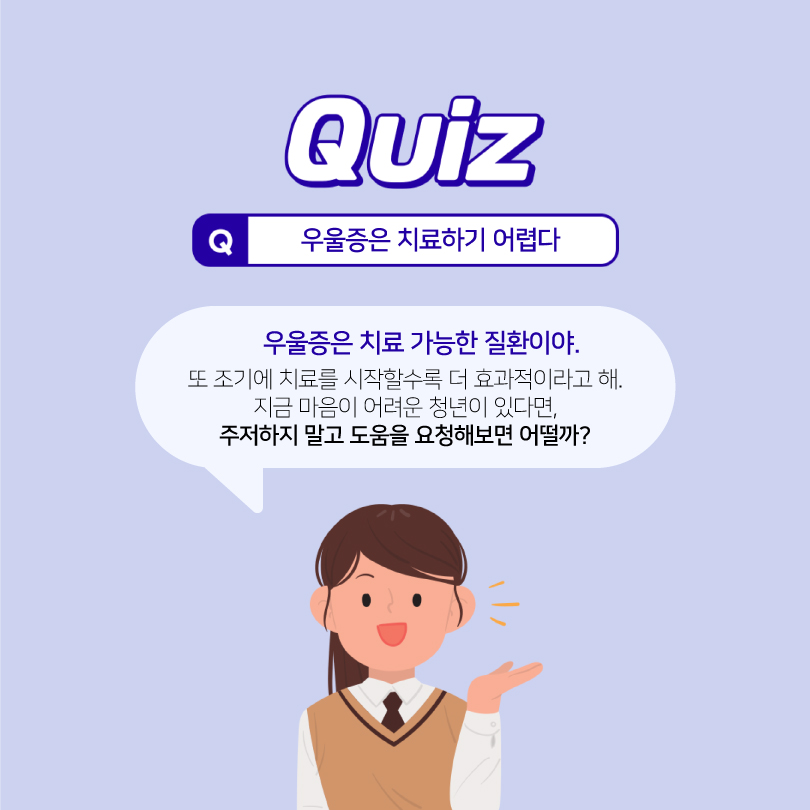 Quiz
Q 우울증은 치료하기 어렵다
우울증은 치료 가능한 질환이야.
또 조기에 치료를 시작할수록 더 효과적이라고 해.
지금 마음이 어려운 청년이 있다면,
주저하지 말고 도움을 요청해보면 어떨까?